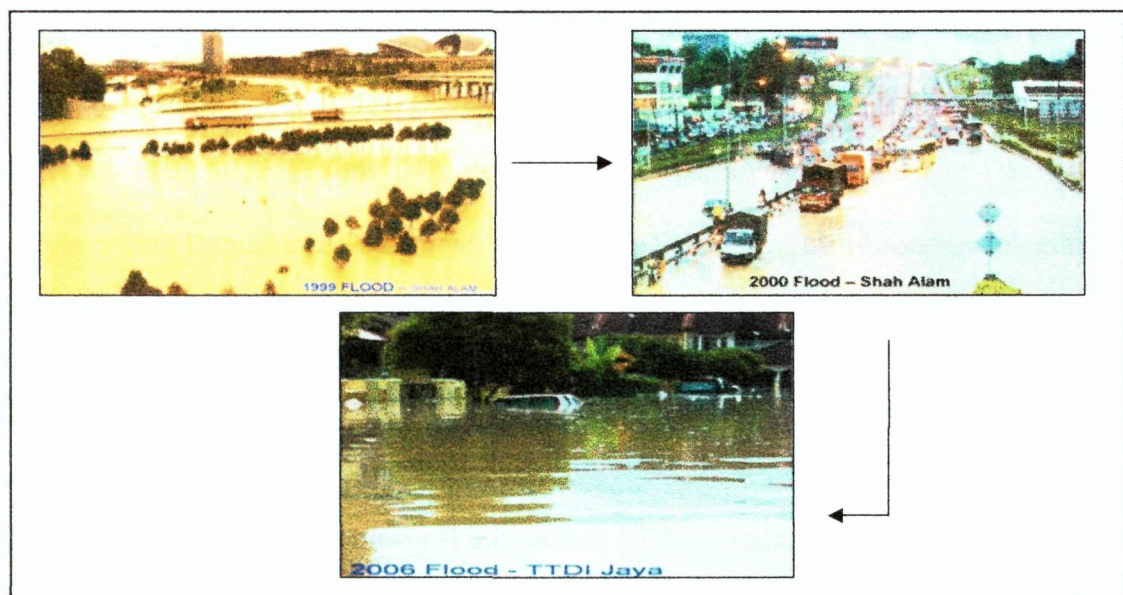 1999 FLOOD – SHAH ALAM
2000 Flood – Shah Alam
2006 Flood - TTDI Jaya